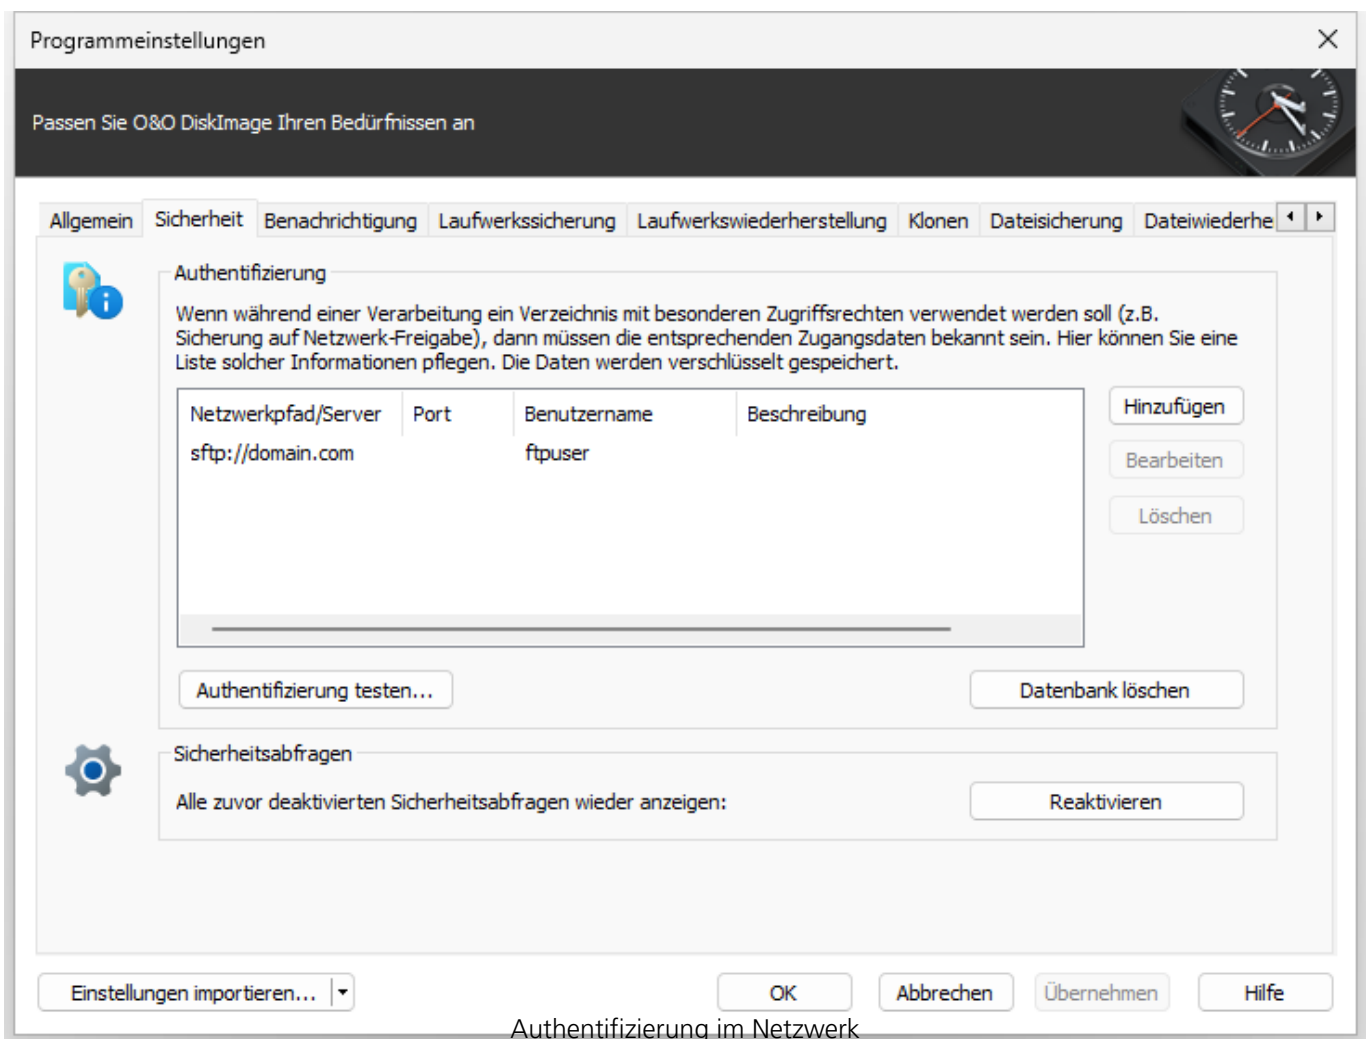 Programmeinstellungen
Passen Sie O&O DiskImage Ihren Bedürfnissen an
Allgemein Sicherheit Benachrichtigung Laufwerkssicherung Laufwerkswiederherstellung Klonen Dateisicherung Dateiwiederhe
Authentifizierung
Wenn während einer Verarbeitung ein Verzeichnis mit besonderen Zugriffsrechten verwendet werden soll (z.B.
Sicherung auf Netzwerk-Freigabe), dann müssen die entsprechenden Zugangsdaten bekannt sein. Hier können Sie eine
Liste solcher Informationen pflegen. Die Daten werden verschlüsselt gespeichert.
Netzwerkpfad/Server Port Benutzername Beschreibung
sftp://domain.com ftpuser
Hinzufügen
Bearbeiten
Löschen
Authentifizierung testen... Datenbank löschen
Sicherheitsabfragen
Alle zuvor deaktivierten Sicherheitsabfragen wieder anzeigen: Reaktivieren
Einstellungen importieren... OK Abbrechen Übernehmen Hilfe
Authentifizierung im Netzwerk